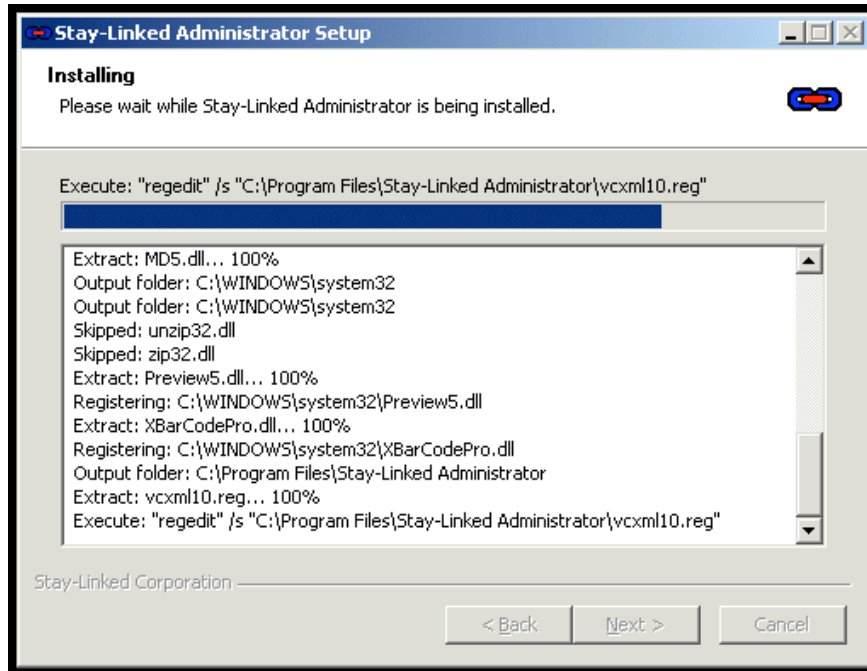 Stay-Linked Administrator Setup
Installing
Please wait while Stay-Linked Administrator is being installed.
Execute: "regedit" /s "C:\Program Files\Stay-Linked Administrator\vcxml10.reg"
Extract: MD5.dll... 100%
Output folder: C:\WINDOWS\system32
Output folder: C:\WINDOWS\system32
Skipped: unzip32.dll
Skipped: zip32.dll
Extract: Preview5.dll... 100%
Registering: C:\WINDOWS\system32\Preview5.dll
Extract: XBarCodePro.dll... 100%
Registering: C:\WINDOWS\system32\XBarCodePro.dll
Output folder: C:\Program Files\Stay-Linked Administrator
Extract: vcxml10.reg... 100%
Execute: "regedit" /s "C:\Program Files\Stay-Linked Administrator\vcxml10.reg"
Stay-Linked Corporation
< Back Next > Cancel